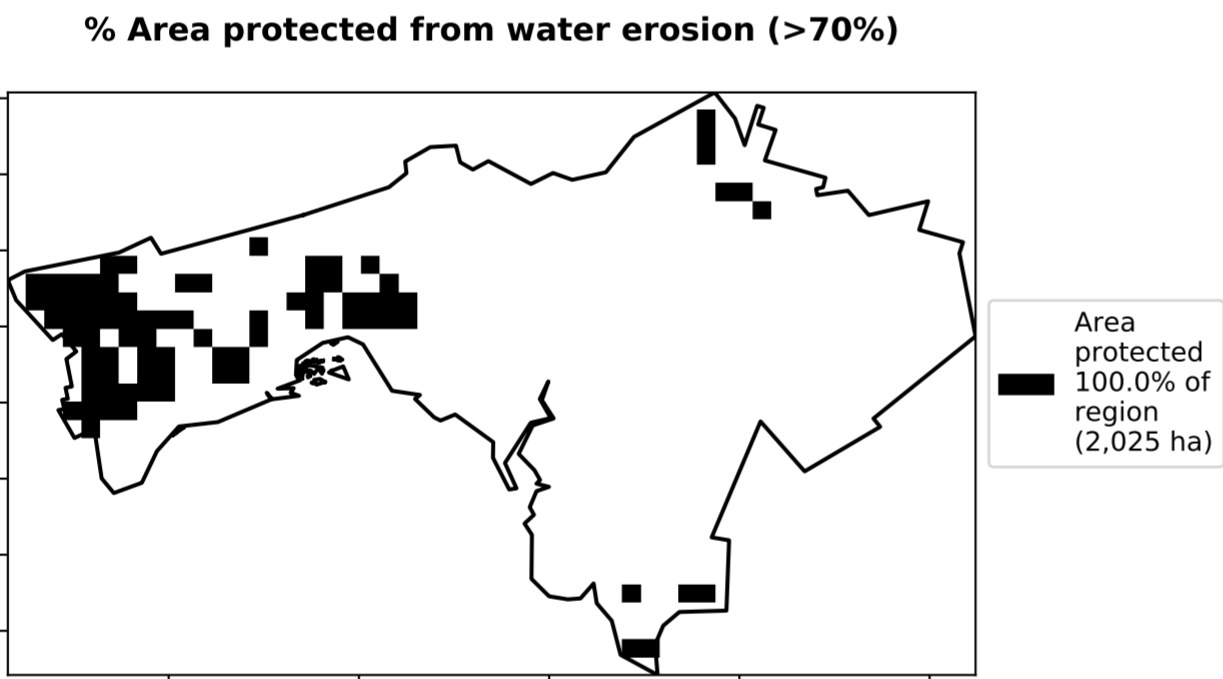 % Area protected from water erosion (>70%)
Area
protected
100.0% of
region
(2,025 ha)